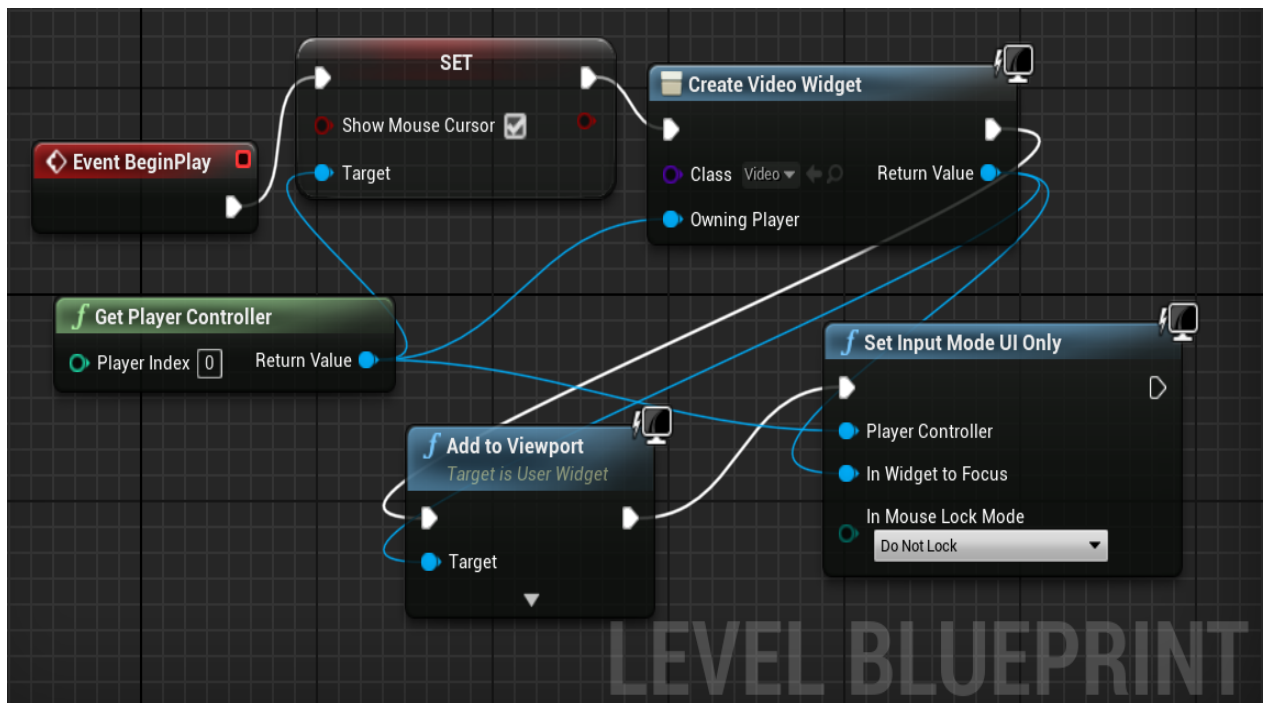 SET
Show Mouse Cursor
Target
Create Video Widget
Class Video Return Value
Owning Player
Event BeginPlay
f Get Player Controller
Player Index 0 Return Value
f Set Input Mode UI Only
Player Controller
In Widget to Focus
In Mouse Lock Mode
Do Not Lock
f Add to Viewport
Target is User Widget
Target
LEVEL BLUEPRINT